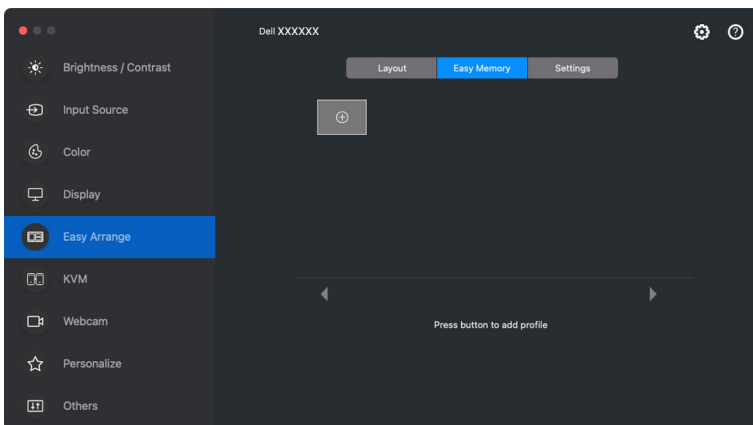 Dell XXXXXX
Brightness / Contrast
Input Source
Color
Display
Easy Arrange
KVM
Webcam
Personalize
Others
Layout
Easy Memory
Settings
Press button to add profile